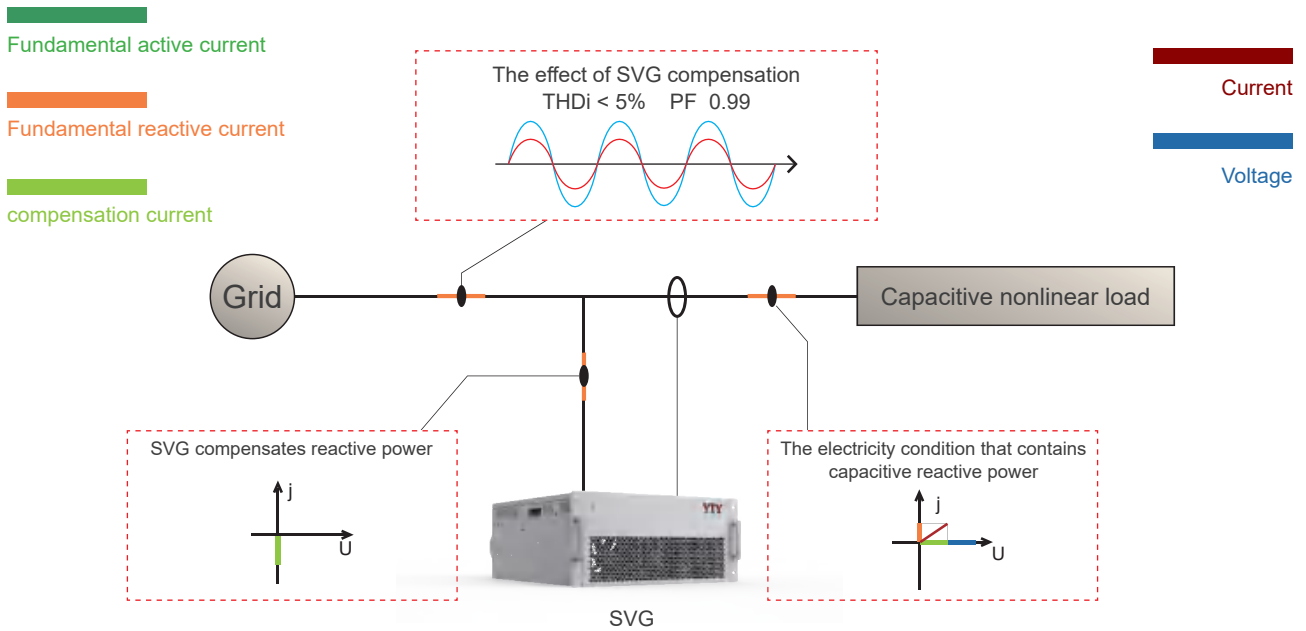 Fundamental active current
Fundamental reactive current
compensation current
The effect of SVG compensation
THDi < 5% PF 0.99
Current
Voltage
Grid
Capacitive nonlinear load
SVG compensates reactive power
j
U
YTY
SVG
The electricity condition that contains
capacitive reactive power
j
U